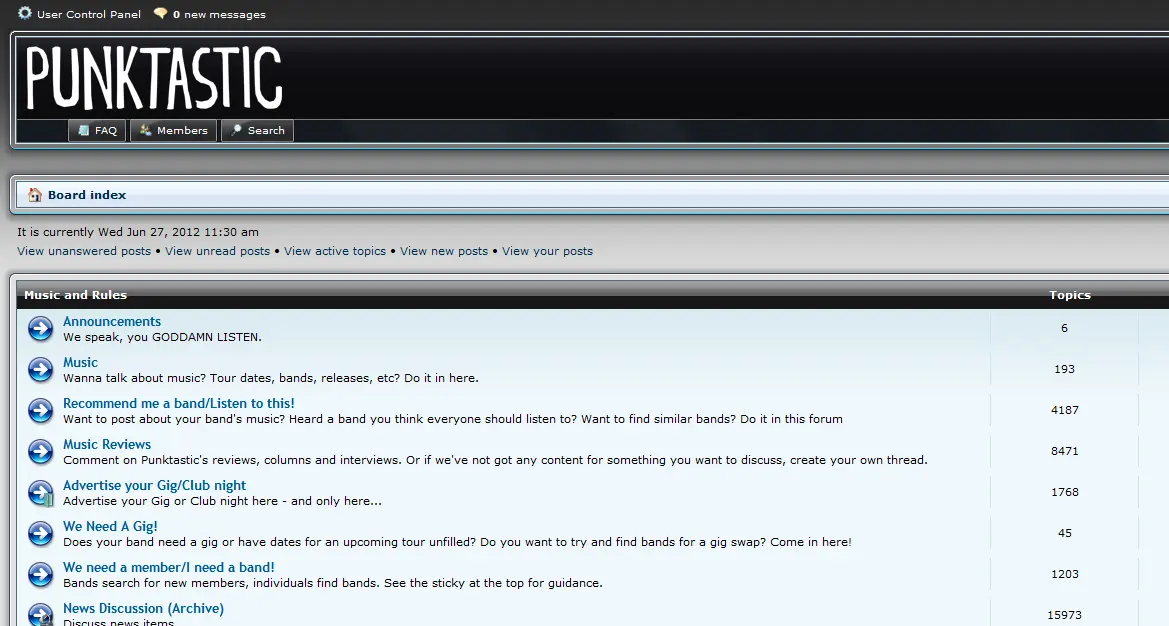 User Control Panel 0 new messages
PUNKTASTIC
FAQ Members Search
Board index
It is currently Wed Jun 27, 2012 11:30 am
View unanswered posts • View unread posts • View active topics • View new posts • View your posts
Music and Rules Topics
Announcements
We speak, you GODDAMN LISTEN.
6
Music
Wanna talk about music? Tour dates, bands, releases, etc? Do it in here.
193
Recommend me a band/Listen to this!
Want to post about your band's music? Heard a band you think everyone should listen to? Want to find similar bands? Do it in this forum
4187
Music Reviews
Comment on Punktastic's reviews, columns and interviews. Or if we've not got any content for something you want to discuss, create your own thread.
8471
Advertise your Gig/Club night
Advertise your Gig or Club night here - and only here...
1768
We Need A Gig!
Does your band need a gig or have dates for an upcoming tour unfilled? Do you want to try and find bands for a gig swap? Come in here!
45
We need a member/I need a band!
Bands search for new members, individuals find bands. See the sticky at the top for guidance.
1203
News Discussion (Archive)
Discuss news items
15973